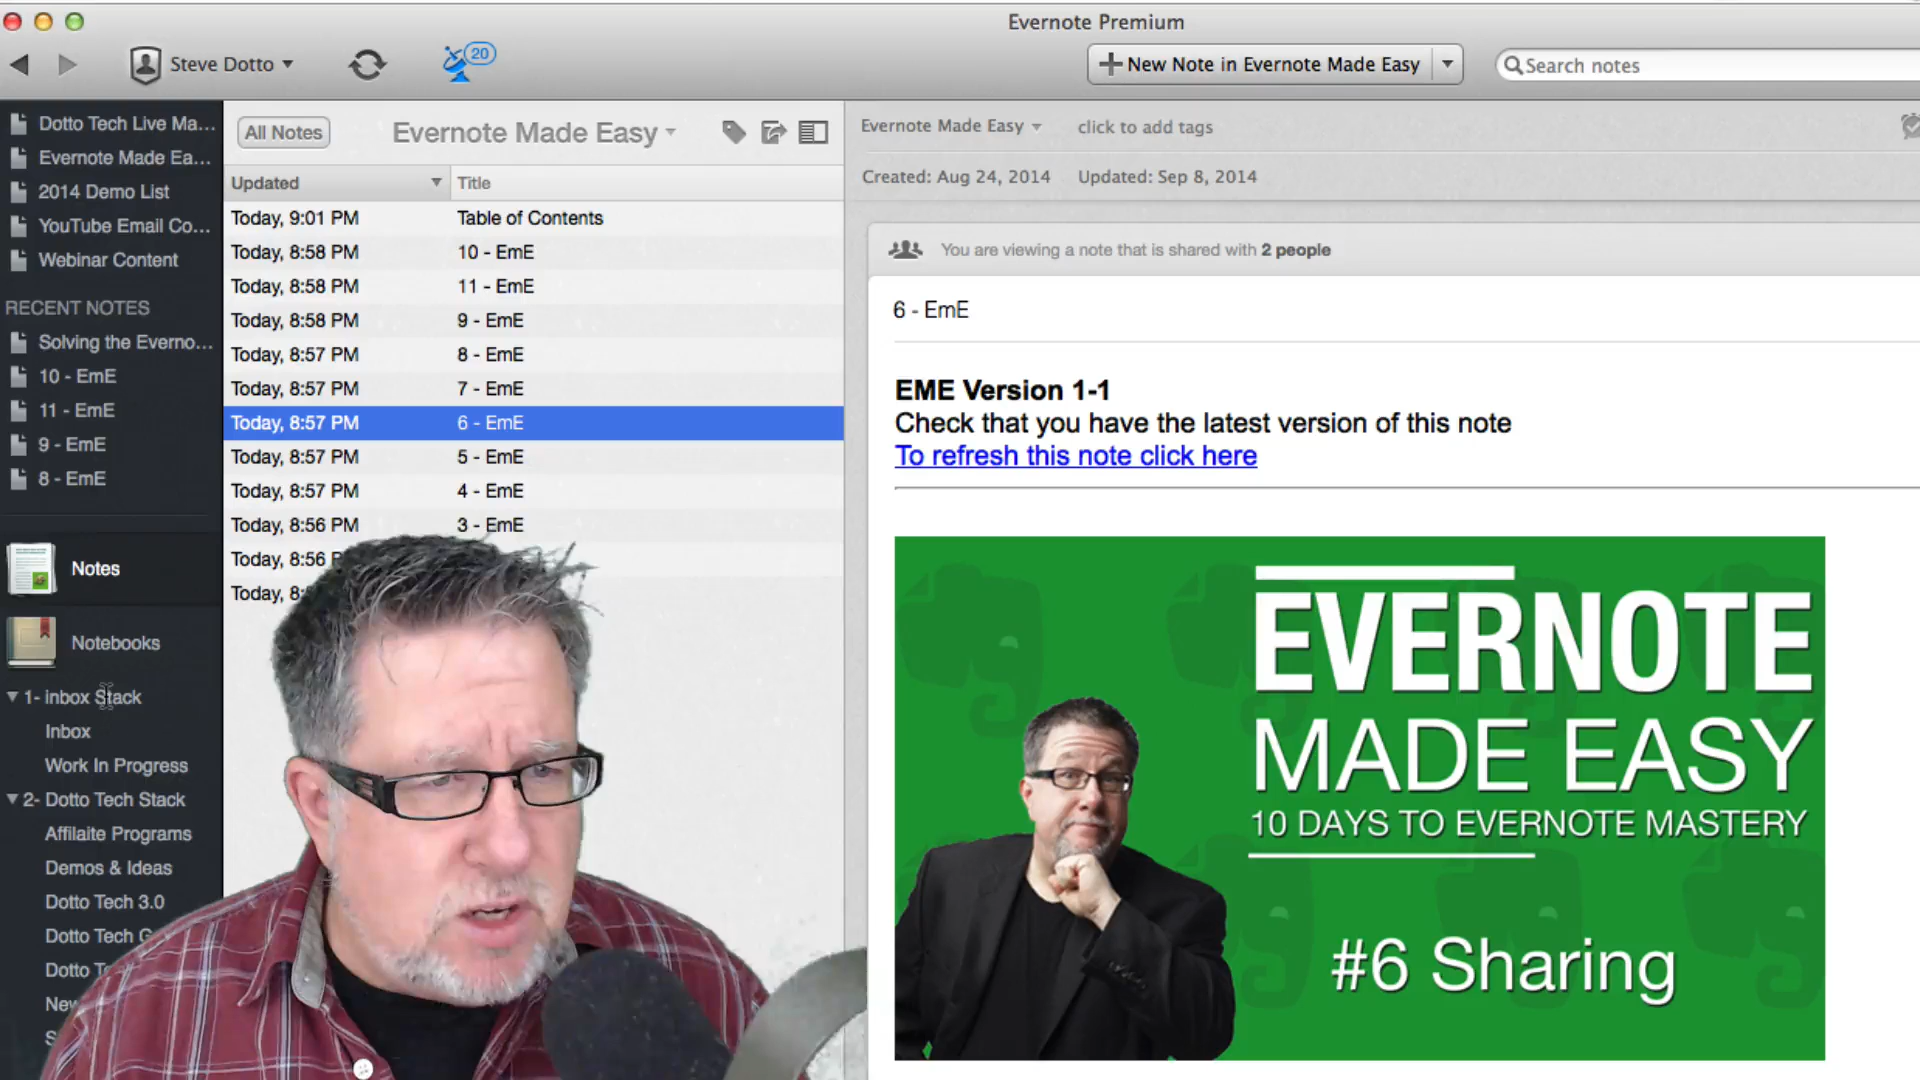 Evernote Premium
Steve Dotto
20
New Note in Evernote Made Easy
Search notes
Dotto Tech Live Ma...
Evernote Made Ea...
2014 Demo List
YouTube Email Co...
Webinar Content
RECENT NOTES
Solving the Everno...
10 - EmE
11 - EmE
9 - EmE
8 - EmE
Notes
Notebooks
1- inbox Stack
Inbox
Work In Progress
2- Dotto Tech Stack
Affilaite Programs
Demos & Ideas
Dotto Tech 3.0
Dotto Tech
Dotto
All Notes
Evernote Made Easy
Updated Title
Today, 9:01 PM Table of Contents
Today, 8:58 PM 10 - EmE
Today, 8:58 PM 11 - EmE
Today, 8:58 PM 9 - EmE
Today, 8:57 PM 8 - EmE
Today, 8:57 PM 7 - EmE
Today, 8:57 PM 6 - EmE
Today, 8:57 PM 5 - EmE
Today, 8:57 PM 4 - EmE
Today, 8:56 PM 3 - EmE
Today, 8:56
Today,
Evernote Made Easy click to add tags
Created: Aug 24, 2014 Updated: Sep 8, 2014
You are viewing a note that is shared with 2 people
6 - EmE
EME Version 1-1
Check that you have the latest version of this note
To refresh this note click here
EVERNOTE
MADE EASY
10 DAYS TO EVERNOTE MASTERY
#6 Sharing